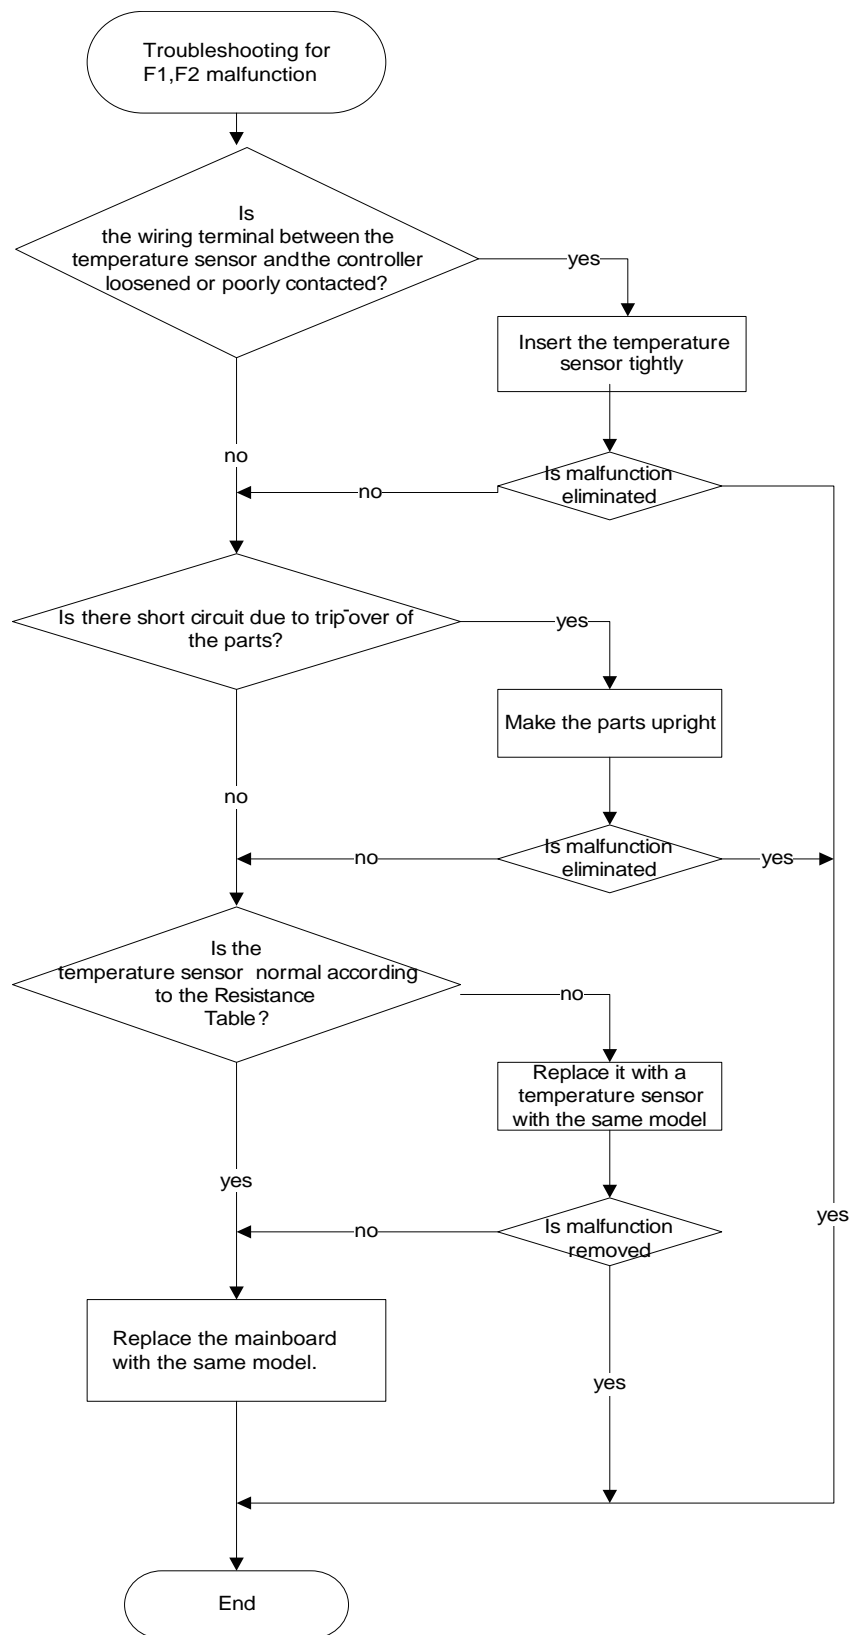 Troubleshooting for
F1,F2 malfunction
Is
the wiring terminal between the
temperature sensor and the controller
loosened or poorly contacted?
yes
Insert the temperature
sensor tightly
no
Is malfunction
eliminated
no
Is there short circuit due to trip-over of
the parts?
yes
Make the parts upright
no
Is malfunction
eliminated
no
yes
Is the
temperature sensor normal according
to the Resistance
Table?
no
Replace it with a
temperature sensor
with the same model
yes
yes
Is malfunction
removed
no
Replace the mainboard
with the same model.
yes
End